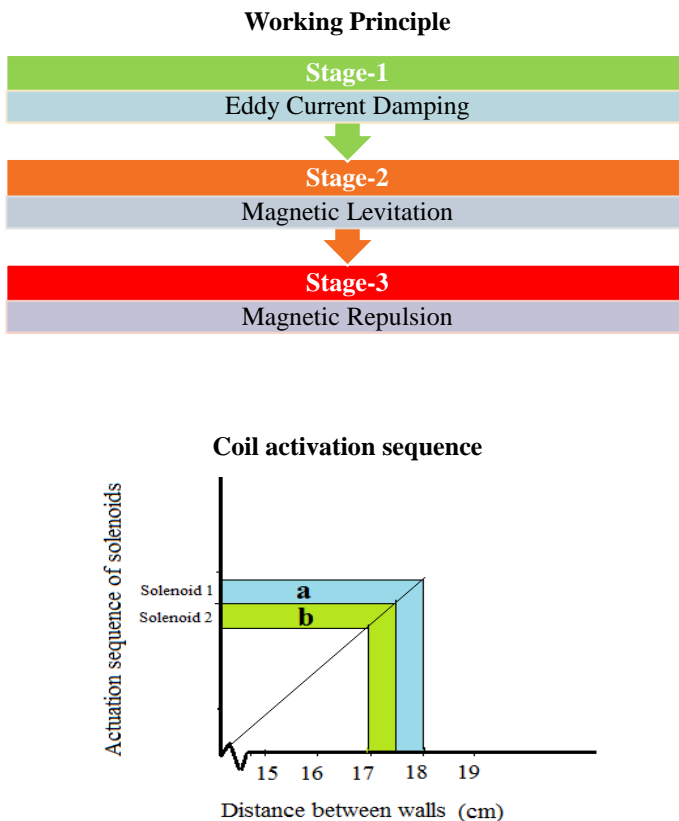 Working Principle
Stage-1
Eddy Current Damping
Stage-2
Magnetic Levitation
Stage-3
Magnetic Repulsion
Coil activation sequence
Actuation sequence of solenoids
Solenoid 1
a
Solenoid 2
b
15 16 17 18 19
Distance between walls (cm)